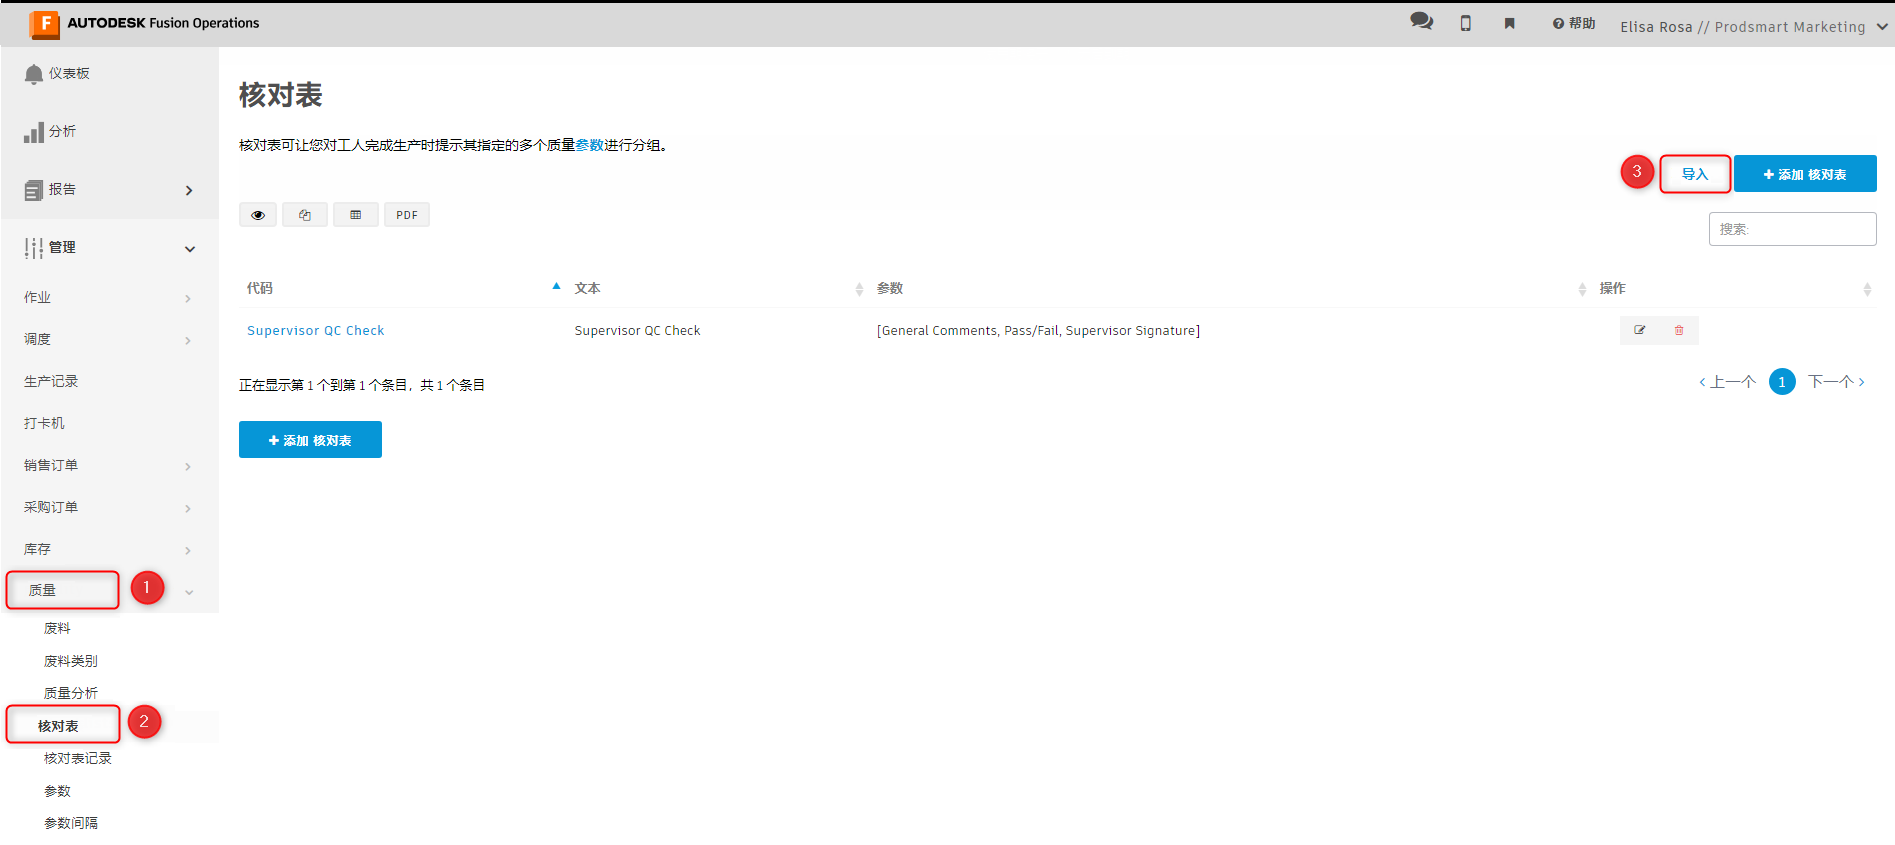 F AUTODESK Fusion Operations
帮助
Elisa Rosa // Prodsmart Marketing
仪表板
分析
报告
管理
作业
调度
生产记录
打卡机
销售订单
采购订单
库存
质量
1
废料
废料类别
质量分析
核对表
2
核对表记录
参数
参数间隔
核对表
核对表可让您对工人完成生产时提示其指定的多个质量参数进行分组。
3
导入
+ 添加 核对表
PDF
搜索:
代码 文本 参数 操作
Supervisor QC Check Supervisor QC Check [General Comments, Pass/Fail, Supervisor Signature]
正在显示第 1 个到第 1 个条目，共 1 个条目
‹ 上一个 1 下一个 ›
+ 添加 核对表